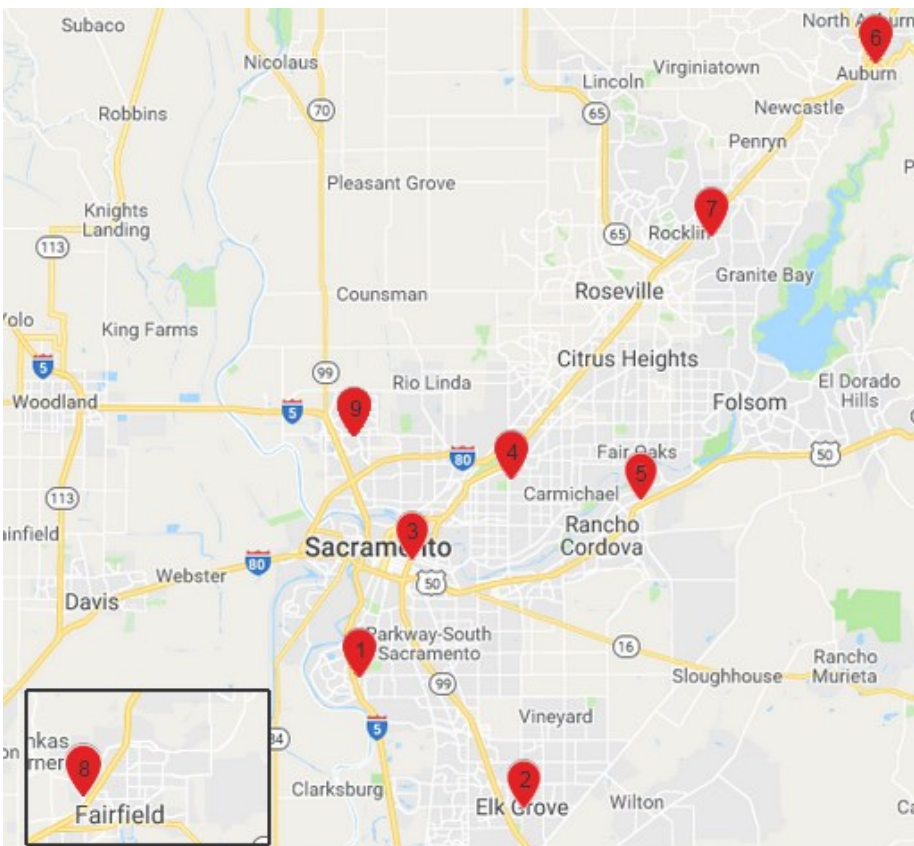 Subaco
North Auburn
6
Nicolaus
Virginiatown
Auburn
Lincoln
Robbins
70
65
Newcastle
Penryn
Pleasant Grove
Knights
Landing
7
113
65
Rocklin
Granite Bay
Roseville
Counsman
King Farms
Citrus Heights
5
99
Rio Linda
El Dorado
Hills
Woodland
5
9
Folsom
80
4
Fair Oaks
50
113
Carmichael
5
Rancho
Cordova
3
Sacramento
80
Webster
50
Davis
1
Parkway-South
Sacramento
16
Rancho
Murieta
99
Sloughhouse
5
Vineyard
84
8
Fairfield
Clarksburg
2
Elk Grove
Wilton